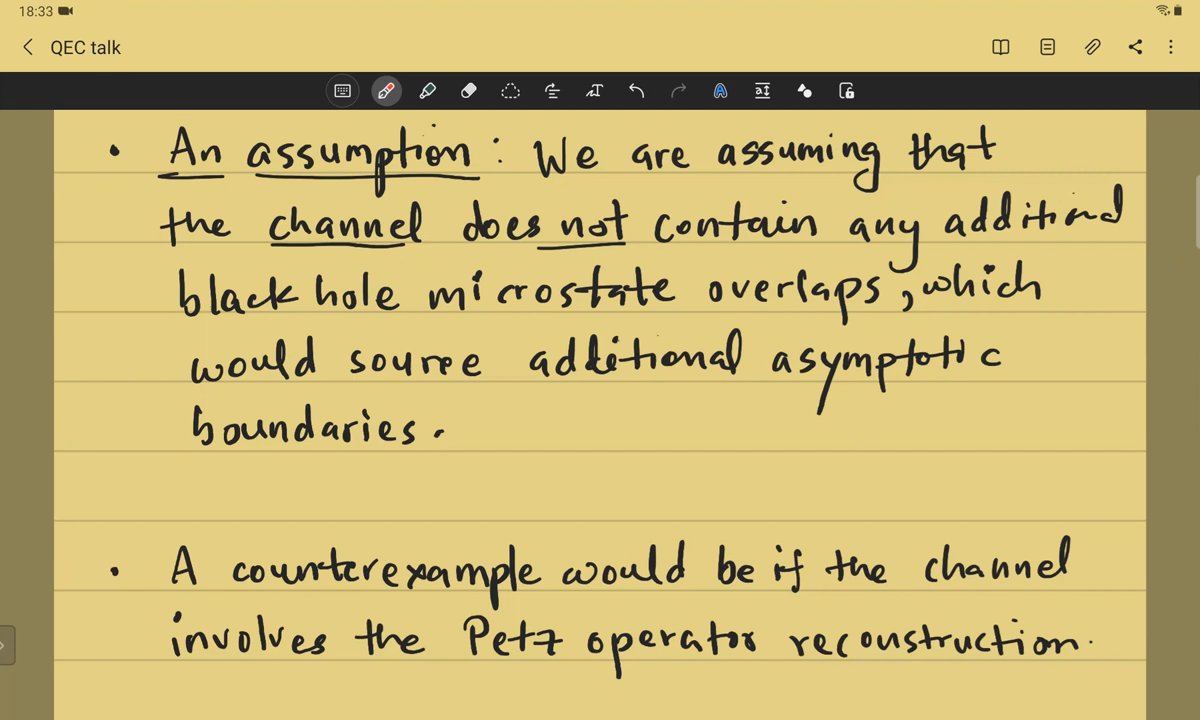 18:33
QEC talk
• An assumption: We are assuming that
the channel does not contain any additional
black hole microstate overlaps, which
would source additional asymptotic
boundaries.
• A counterexample would be if the channel
involves the Petz operator reconstruction.